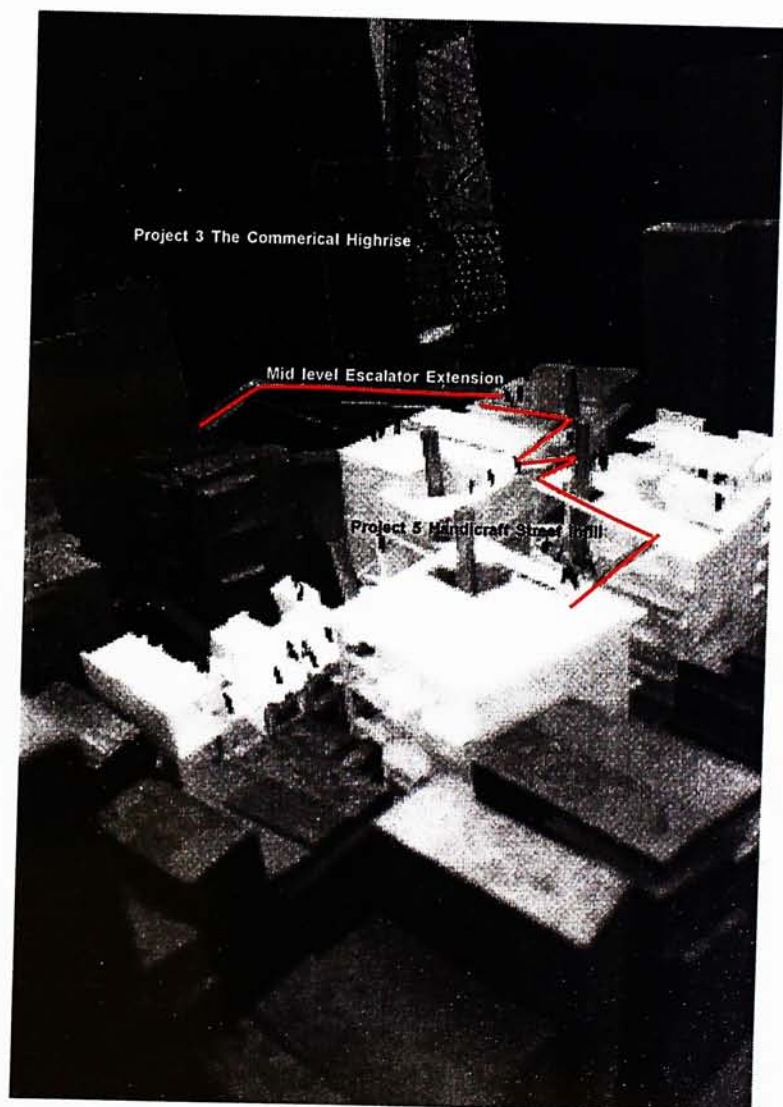 Project 3 The Commerical Highrise
Mid level Escalator Extension
Project 5 Handicraft Street Infill